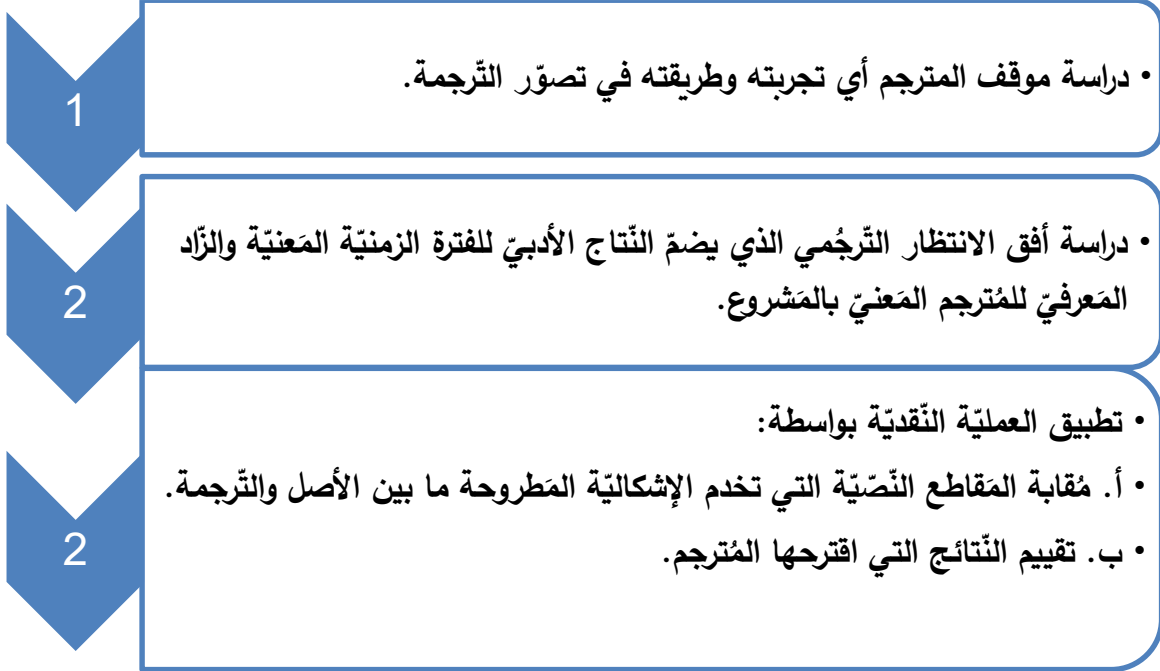 1
• دراسة موقف المترجم أي تجربته وطريقته في تصوّر التّرجمة.
2
• دراسة أفق الانتظار التّرجُمي الذي يضمّ النّتاج الأدبيّ للفترة الزمنيّة المَعنيّة والزّاد
المَعرفيّ للمُترجم المَعنيّ بالمَشروع.
2
• تطبيق العمليّة النّقديّة بواسطة:
• أ. مُقابة المَقاطع النّصّيّة التي تخدم الإشكاليّة المَطروحة ما بين الأصل والتّرجمة.
• ب. تقييم النّتائج التي اقترحها المُترجم.